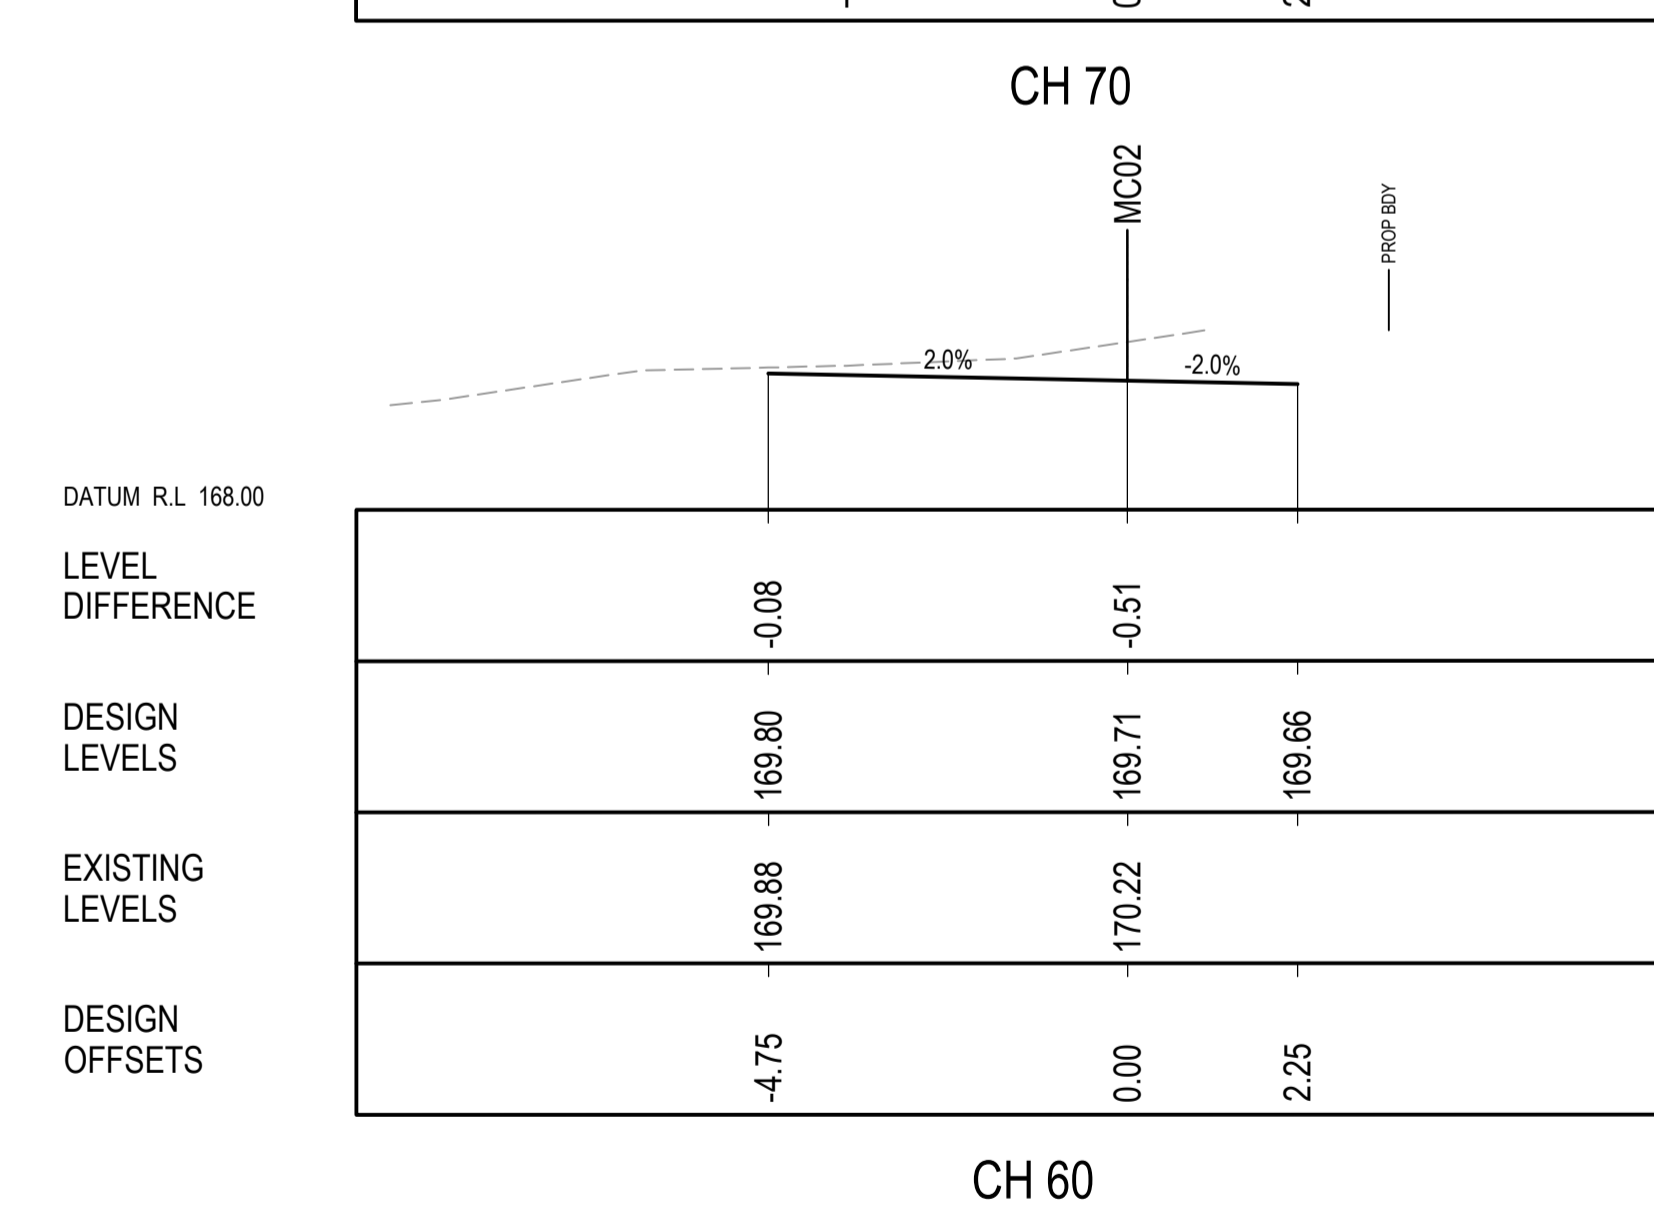 CH 70
MC02
PROP BDY
2.0%
-2.0%
DATUM R.L 168.00
LEVEL
DIFFERENCE
-0.08
-0.51
DESIGN
LEVELS
169.80
169.71
169.66
EXISTING
LEVELS
169.88
170.22
DESIGN
OFFSETS
-4.75
0.00
2.25
CH 60